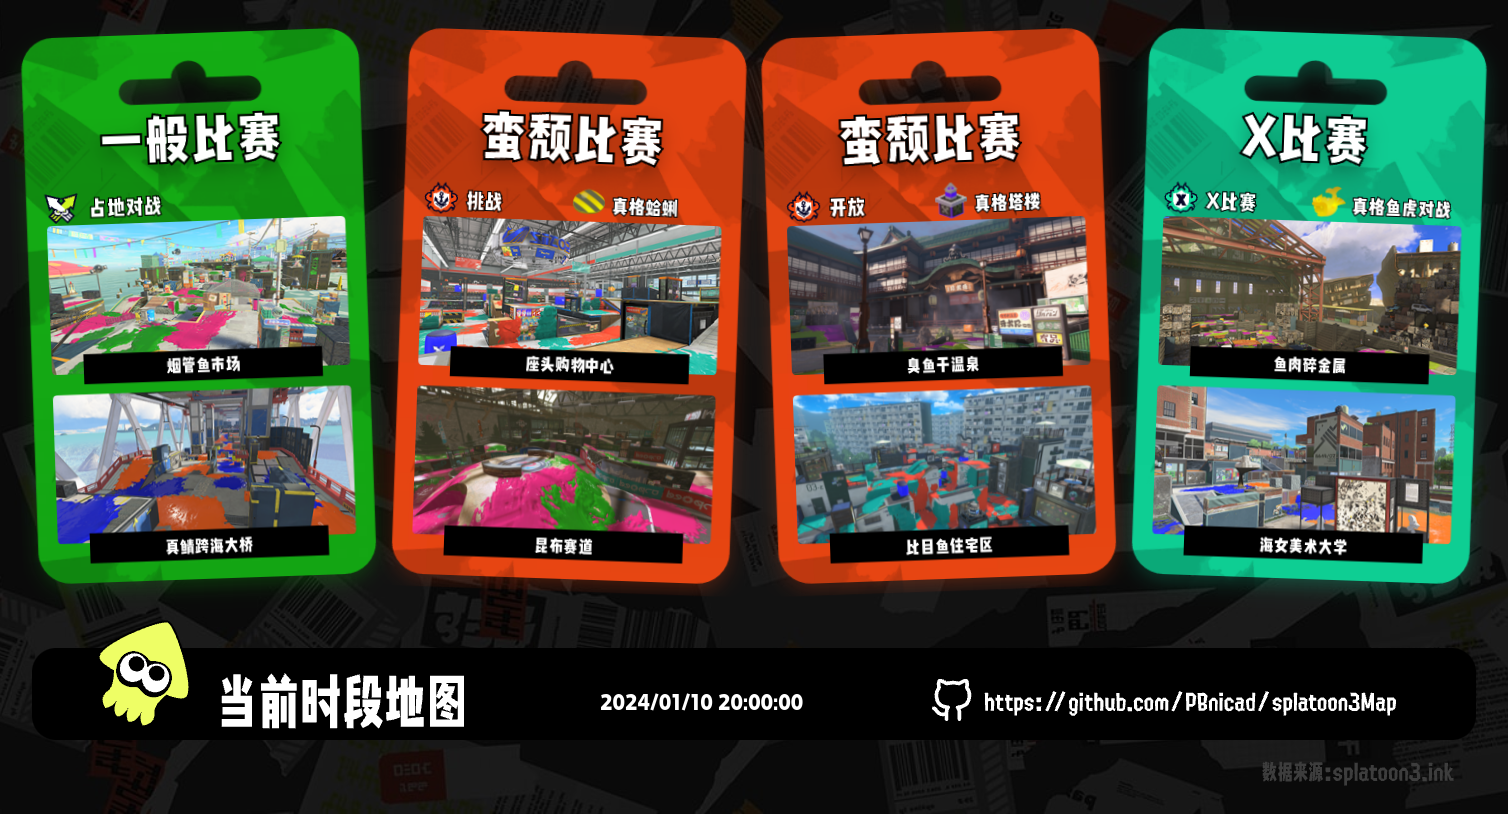 一般比赛
占地对战
烟管鱼市场
真鲭跨海大桥
蛮颓比赛
挑战
真格蛤蜊
座头购物中心
昆布赛道
蛮颓比赛
开放
真格塔楼
臭鱼干温泉
比目鱼住宅区
X比赛
X比赛
真格鱼虎对战
鱼肉碎金属
海女美术大学
当前时段地图
2024/01/10 20:00:00
https://github.com/PBnicad/splatoon3Map
数据来源:splatoon3.ink